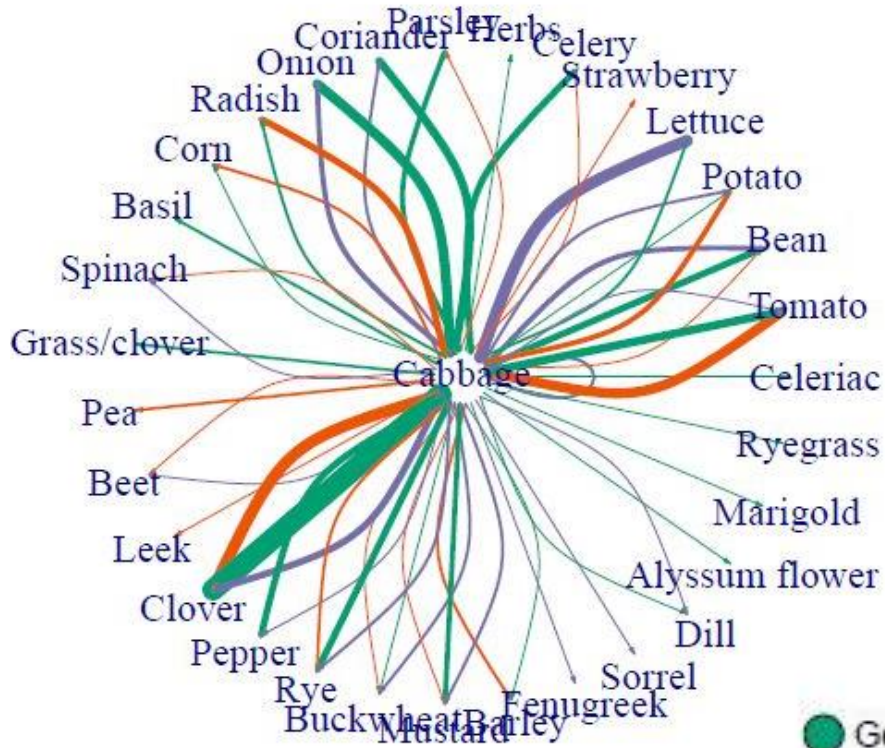 Parsley
Herbs
Coriander
Celery
Onion
Strawberry
Radish
Lettuce
Corn
Potato
Basil
Bean
Spinach
Tomato
Grass/clover
Cabbage
Celeriac
Pea
Ryegrass
Beet
Marigold
Leek
Alyssum flower
Clover
Dill
Pepper
Sorrel
Rye
Fenugreek
Buckwheat
Barley
Mustard